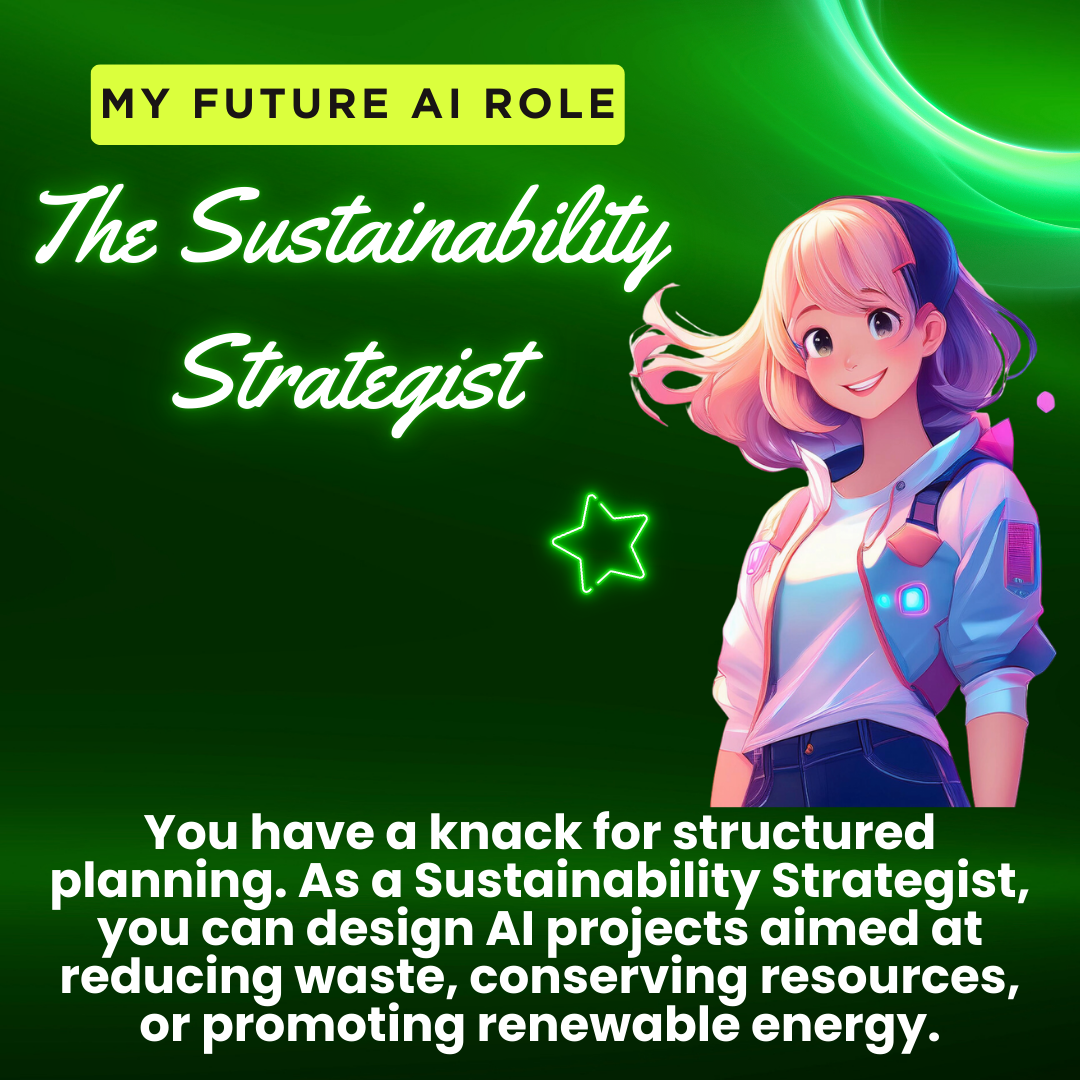 MY FUTURE AI ROLE
The Sustainability
Strategist
You have a knack for structured
planning. As a Sustainability Strategist,
you can design AI projects aimed at
reducing waste, conserving resources,
or promoting renewable energy.